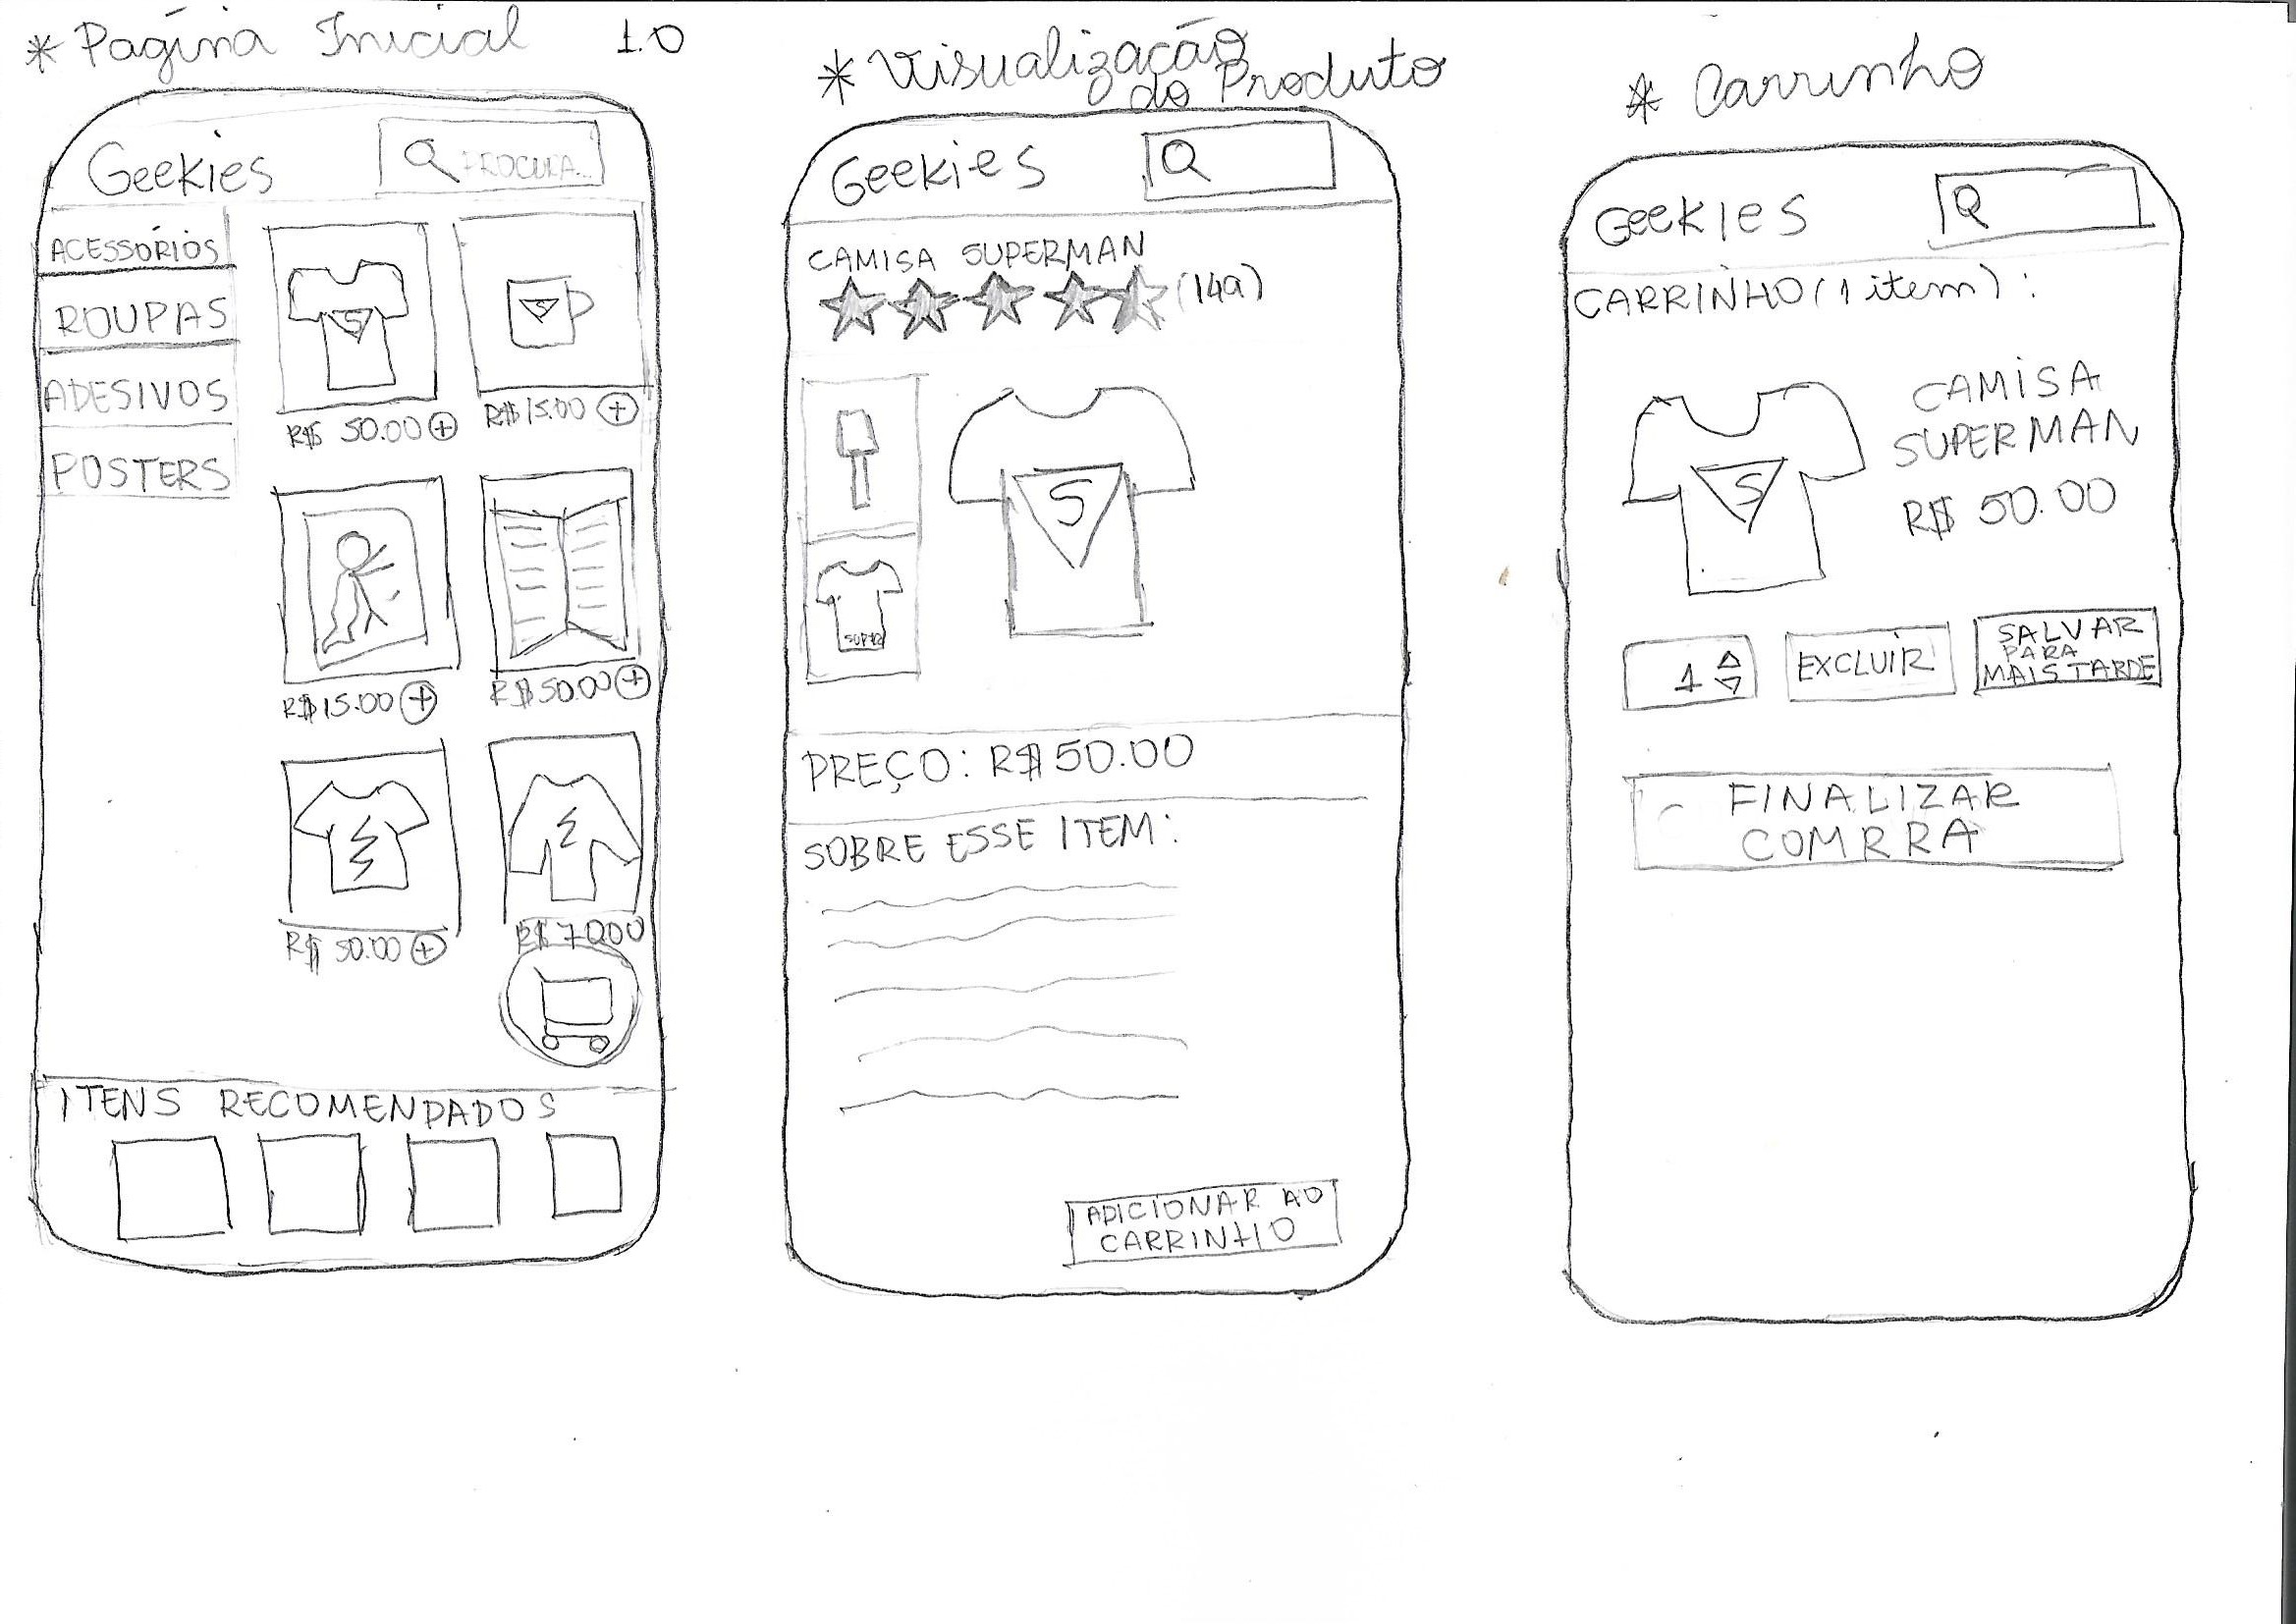 * Página Inicial 1.0
Geekies
PROCURA...
ACESSÓRIOS
ROUPAS
ADESIVOS
POSTERS
S
S
R$ 50.00 +
R$ 15.00 +
R$ 15.00 +
R$ 50.00 +
R$ 50.00 +
R$ 70.00
ITENS RECOMENDADOS
* Visualização
do Produto
Geekies
CAMISA SUPERMAN
(149)
S
SUPER
PREÇO: R$ 50.00
SOBRE ESSE ITEM:
ADICIONAR AO
CARRINHO
* Carrinho
Geekies
CARRINHO (1 item) :
CAMISA
SUPERMAN
R$ 50.00
S
1
EXCLUIR
SALVAR
PARA
MAIS TARDE
FINALIZAR
COMRRA